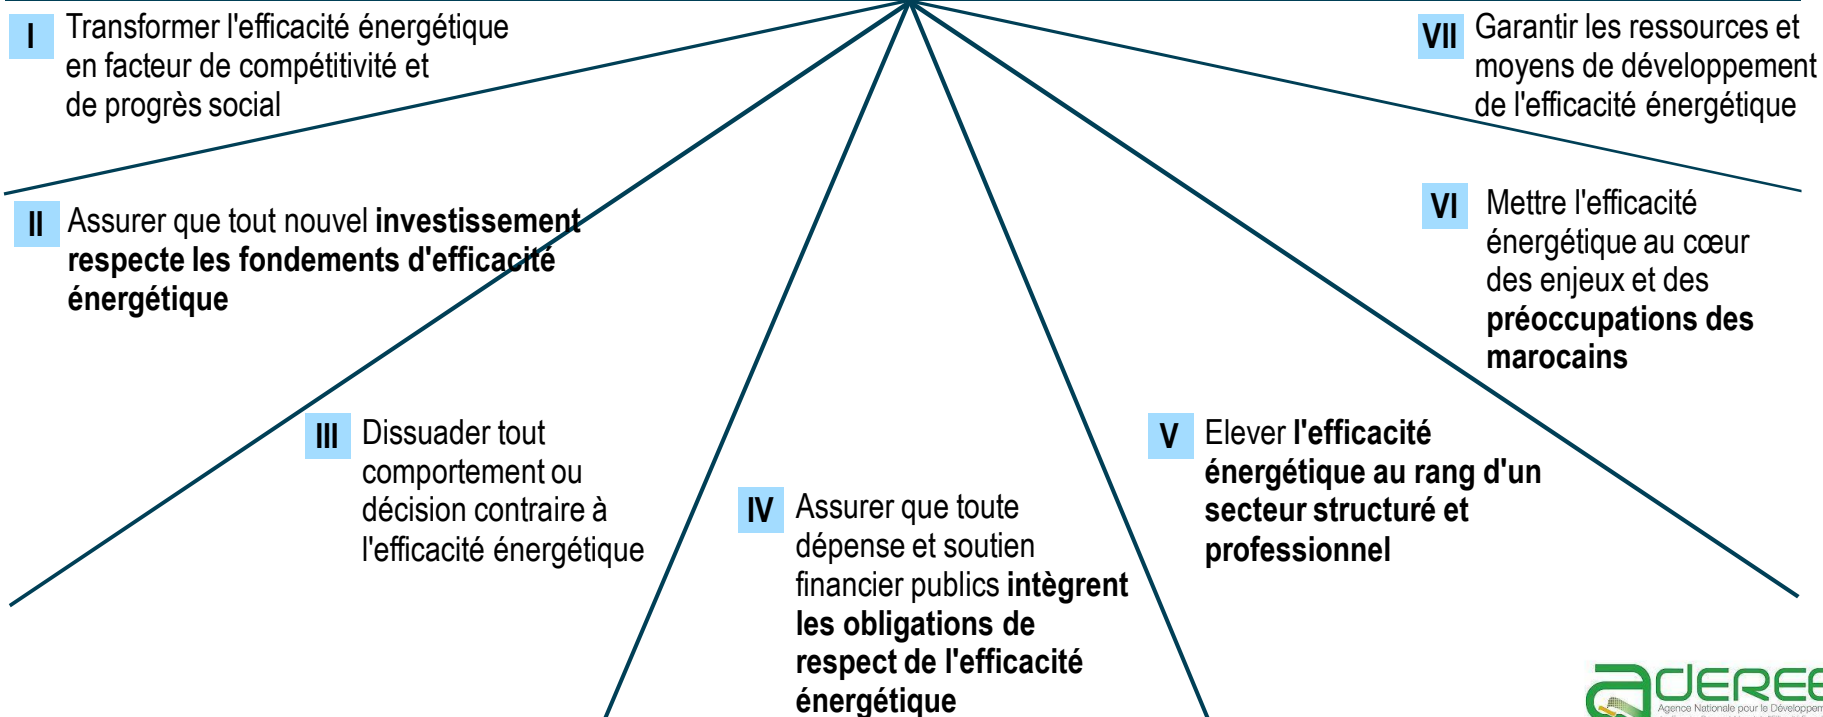 I
Transformer l'efficacité énergétique
en facteur de compétitivité et
de progrès social
II
Assurer que tout nouvel investissement
respecte les fondements d'efficacité
énergétique
III
Dissuader tout
comportement ou
décision contraire à
l'efficacité énergétique
IV
Assurer que toute
dépense et soutien
financier publics intègrent
les obligations de
respect de l'efficacité
énergétique
V
Elever l'efficacité
énergétique au rang d'un
secteur structuré et
professionnel
VI
Mettre l'efficacité
énergétique au cœur
des enjeux et des
préoccupations des
marocains
VII
Garantir les ressources et
moyens de développement
de l'efficacité énergétique
aDEREE
Agence Nationale pour le